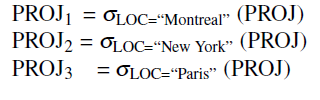 PROJ₁ = σLOC=“Montreal” (PROJ)
PROJ₂ = σLOC=“New York” (PROJ)
PROJ₃ = σLOC=“Paris” (PROJ)